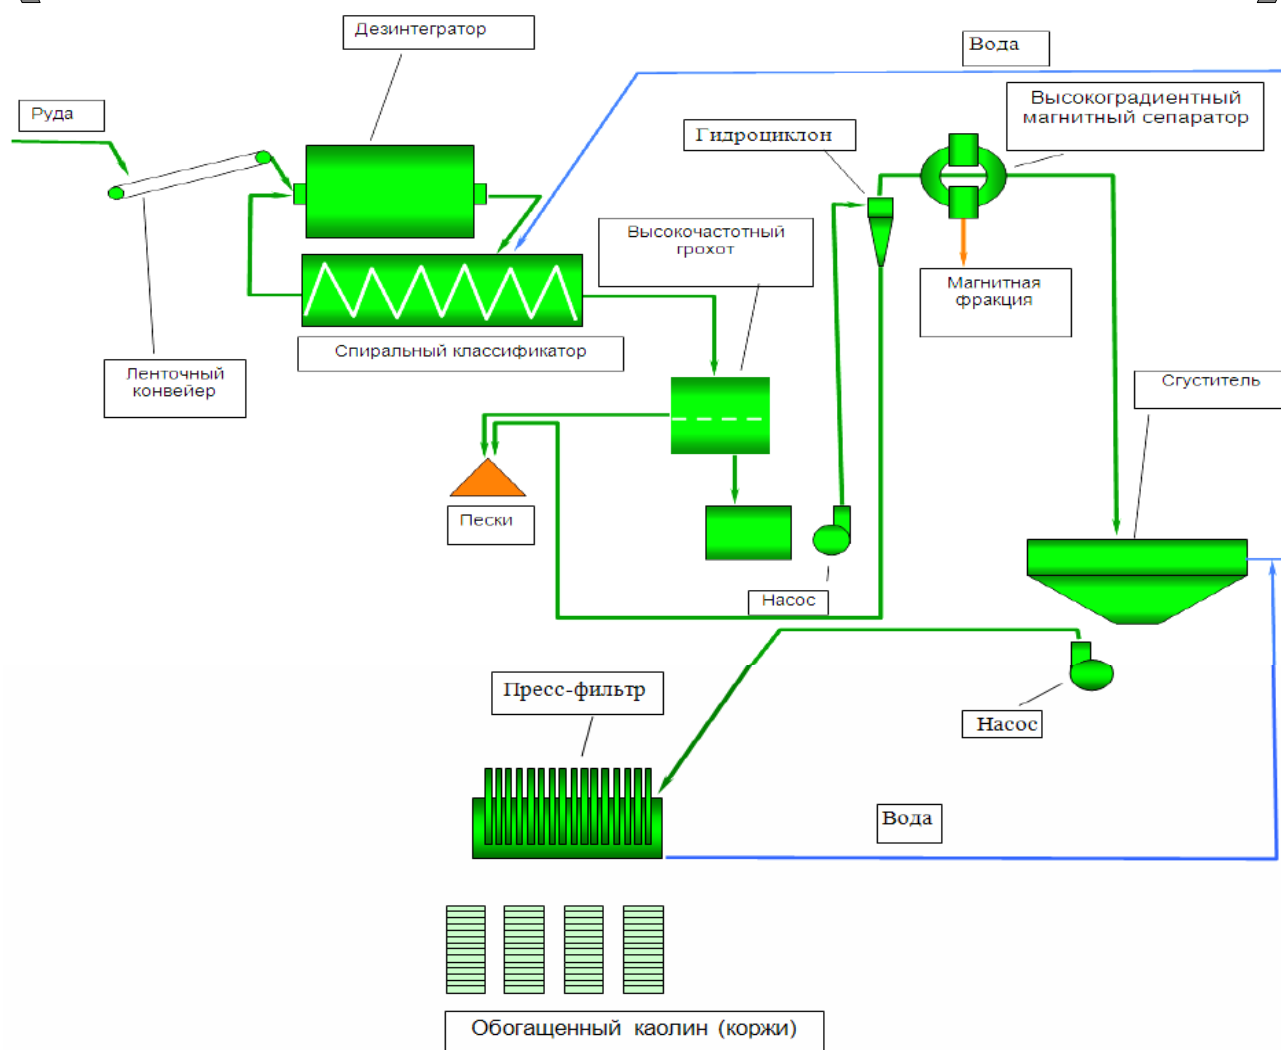 Дезинтегратор
Вода
Руда
Высокоградиентный
магнитный сепаратор
Гидроциклон
Высокочастотный
грохот
Магнитная
фракция
Спиральный классификатор
Ленточный
конвейер
Сгуститель
Пески
Насос
Пресс-фильтр
Насос
Вода
Обогащенный каолин (коржи)